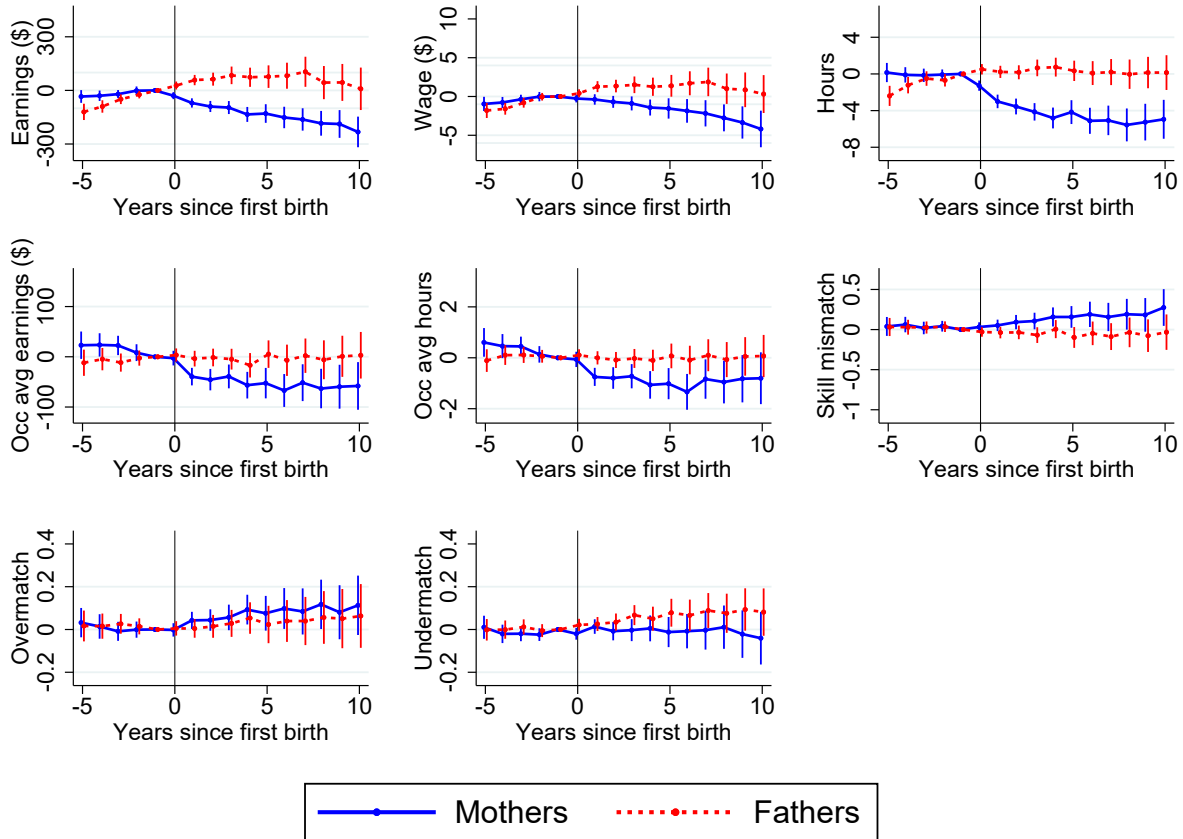 Earnings ($)
300
0
-300
-5 0 5 10
Years since first birth
Wage ($)
10
5
0
-5
-5 0 5 10
Years since first birth
Hours
4
0
-4
-8
-5 0 5 10
Years since first birth
Occ avg earnings ($)
100
0
-100
-5 0 5 10
Years since first birth
Occ avg hours
2
0
-2
-5 0 5 10
Years since first birth
Skill mismatch
0.5
0
-0.5
-1
-5 0 5 10
Years since first birth
Overmatch
0.4
0.2
0
-0.2
-5 0 5 10
Years since first birth
Undermatch
0.4
0.2
0
-0.2
-5 0 5 10
Years since first birth
Mothers Fathers